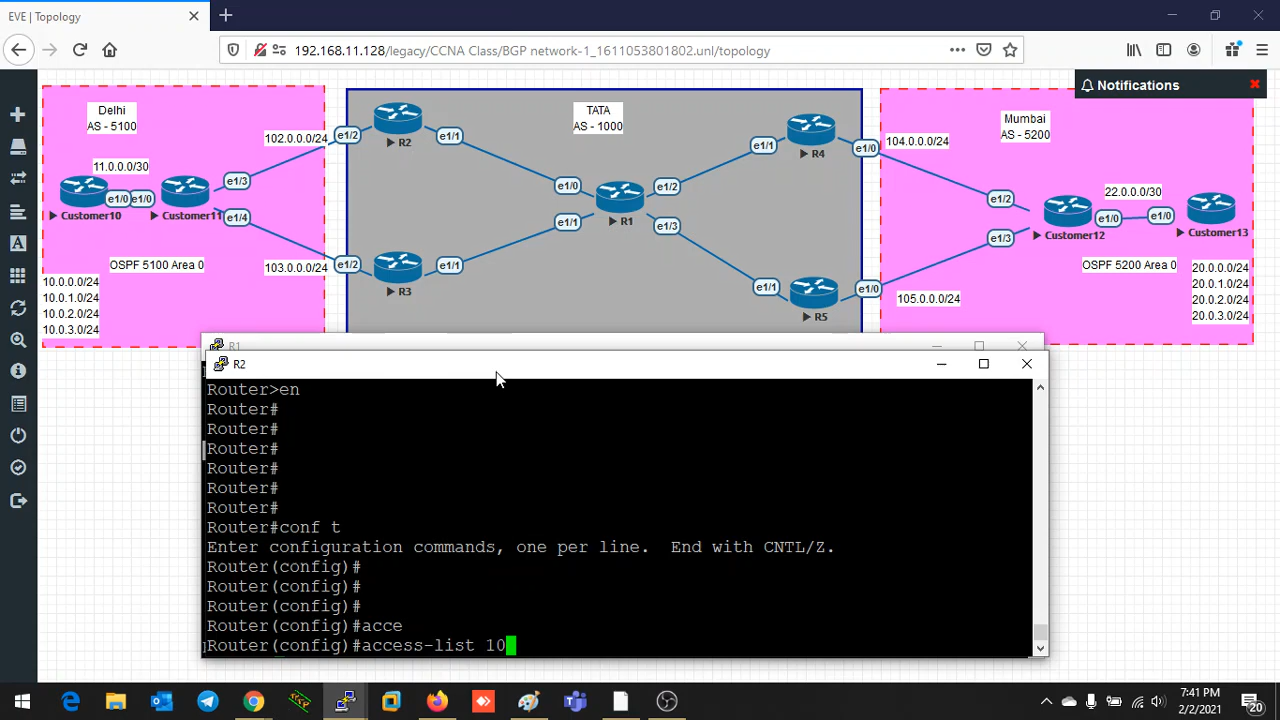 EVE | Topology
192.168.11.128/legacy/CCNA Class/BGP network-1_1611053801802.unl/topology
Notifications
Delhi
AS - 5100
TATA
AS - 1000
Mumbai
AS - 5200
102.0.0.0/24
e1/2
R2
e1/1
R4
e1/1
e1/0
104.0.0.0/24
11.0.0.0/30
e1/0
e1/0
Customer10
Customer11
e1/3
e1/4
e1/0
e1/1
R1
e1/2
e1/3
e1/2
e1/3
Customer12
e1/0
22.0.0.0/30
e1/0
Customer13
OSPF 5100 Area 0
103.0.0.0/24
e1/2
R3
e1/1
e1/1
R5
e1/0
105.0.0.0/24
OSPF 5200 Area 0
10.0.0.0/24
10.0.1.0/24
10.0.2.0/24
10.0.3.0/24
20.0.0.0/24
20.0.1.0/24
20.0.2.0/24
20.0.3.0/24
R1
R2
Router>en
Router#
Router#
Router#
Router#
Router#
Router#
Router#conf t
Enter configuration commands, one per line.  End with CNTL/Z.
Router(config)#
Router(config)#
Router(config)#
Router(config)#acce
Router(config)#access-list 10
7:41 PM
2/2/2021
20